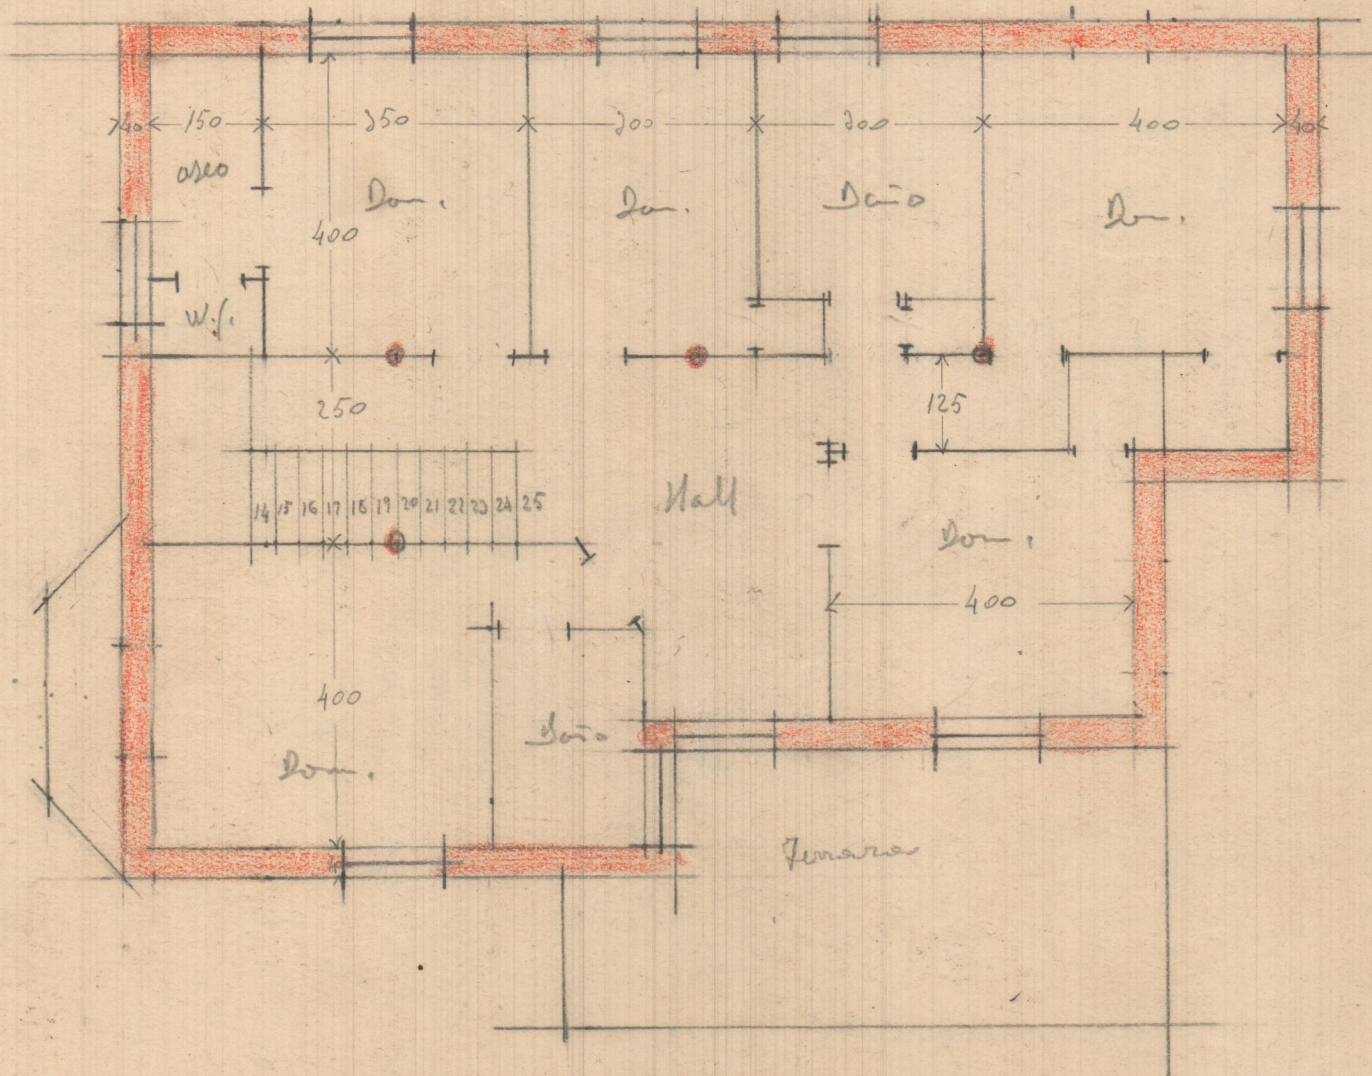 40 150 350 300 300 400 40
aseo
Dom. Dom. Baño Dom.
400
W.C.
250
125
14 15 16 17 18 19 20 21 22 23 24 25
Hall
Dom.
400
400
Baño
Dom.
Terraza